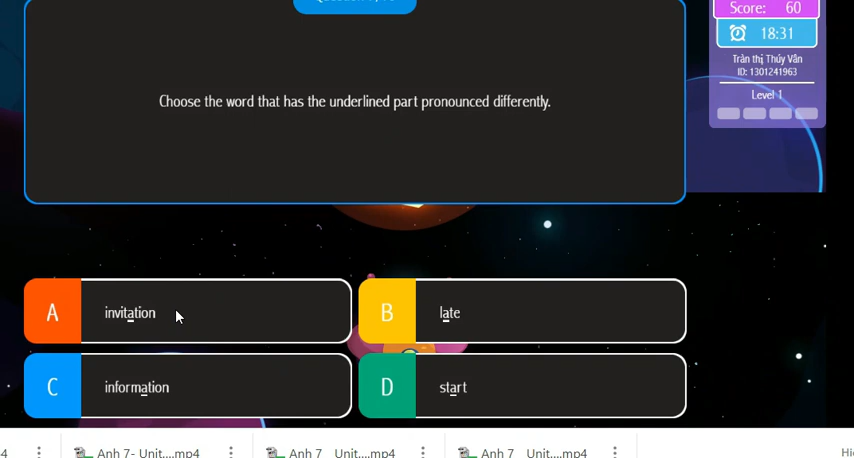 Score: 60
18:31
Trần thị Thúy Vân
ID: 1301241963
Level 1
Choose the word that has the underlined part pronounced differently.
A invitation
B late
C information
D start
Anh 7- Unit....mp4
Anh 7 _ Unit....mp4
Anh 7 _ Unit....mp4